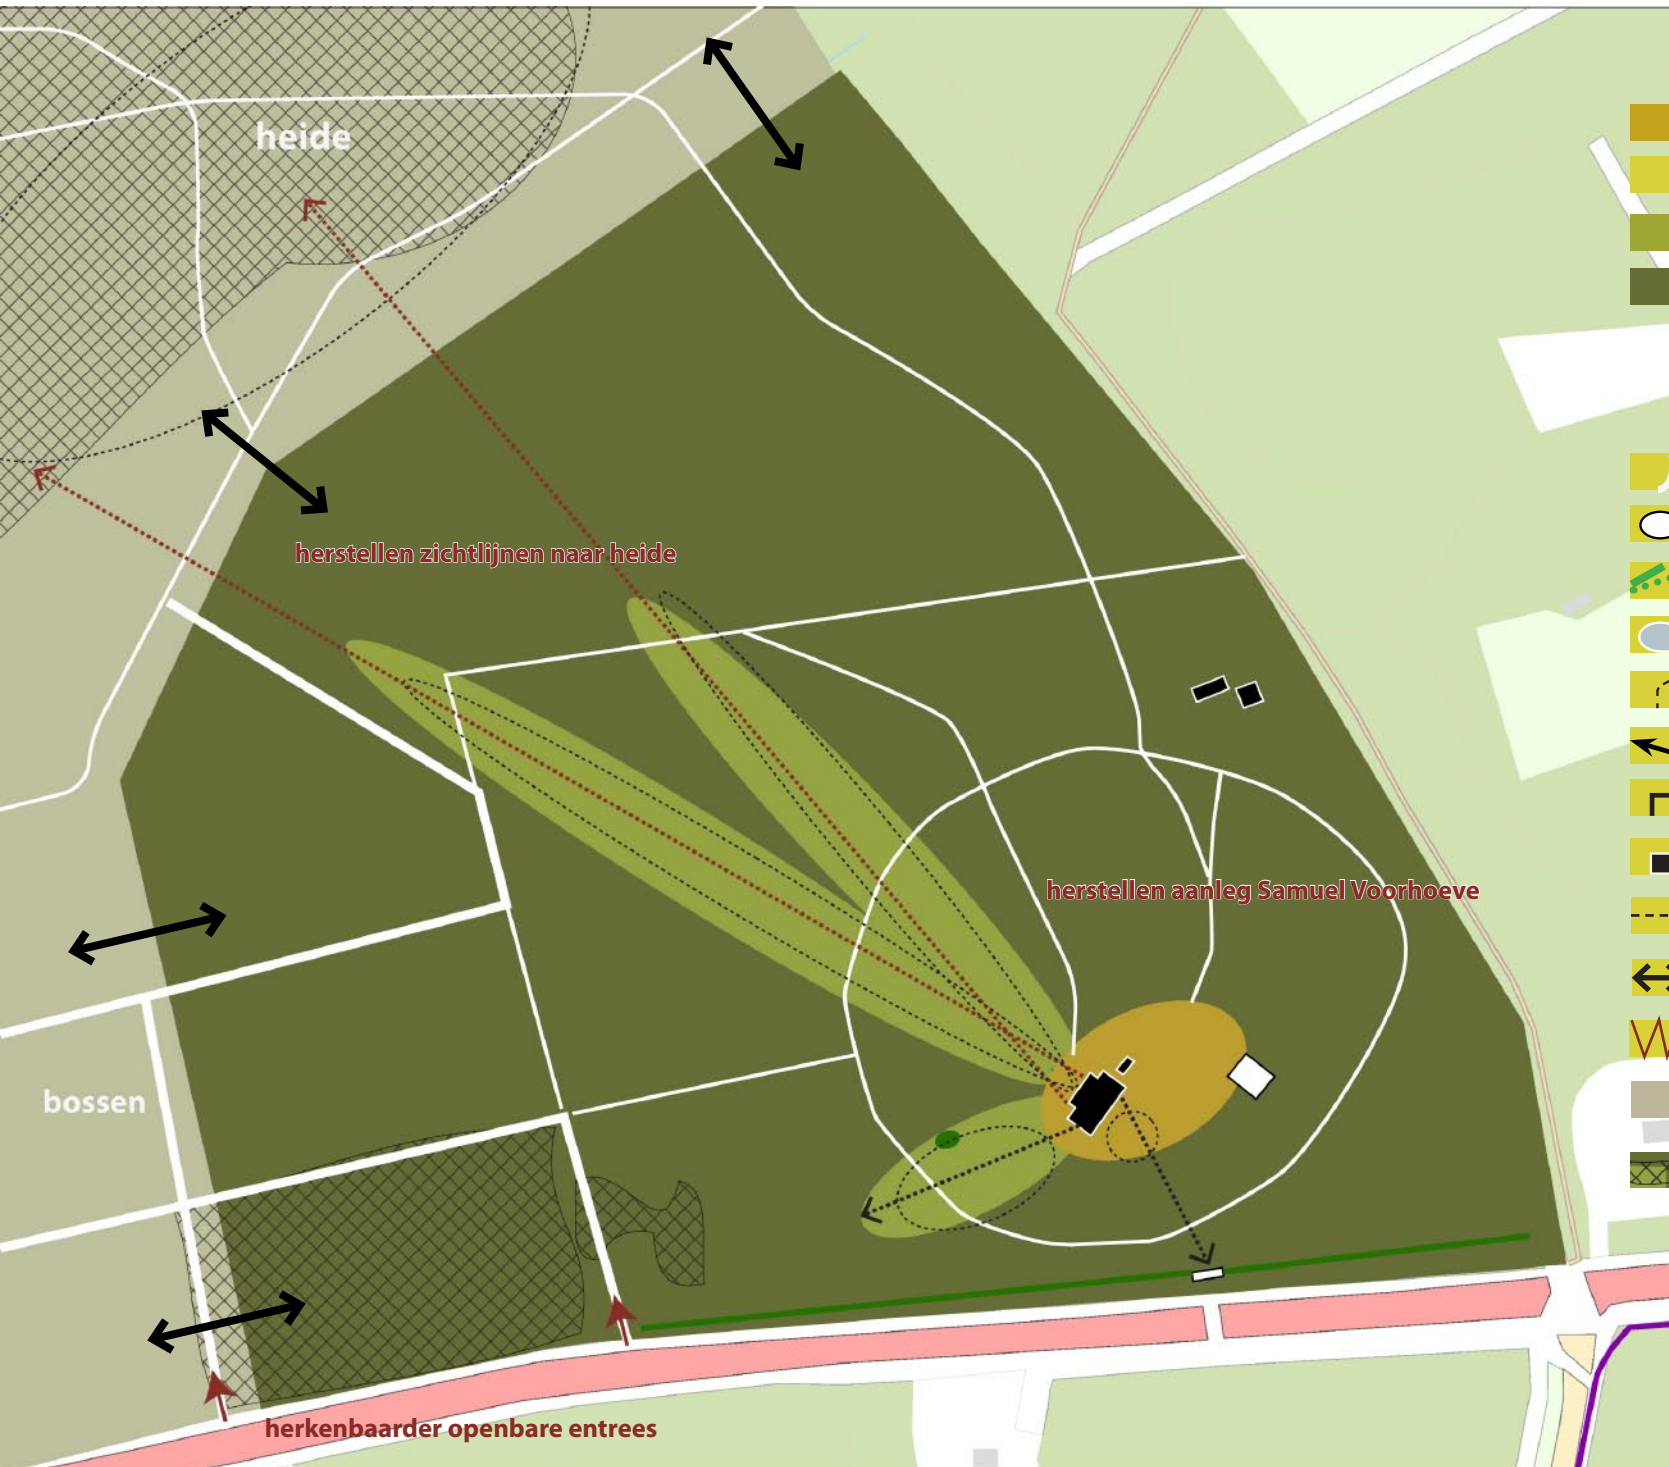 heide
herstellen zichtlijnen naar heide
herstellen aanleg Samuel Voorhoeve
bossen
herkenbaarder openbare entrees